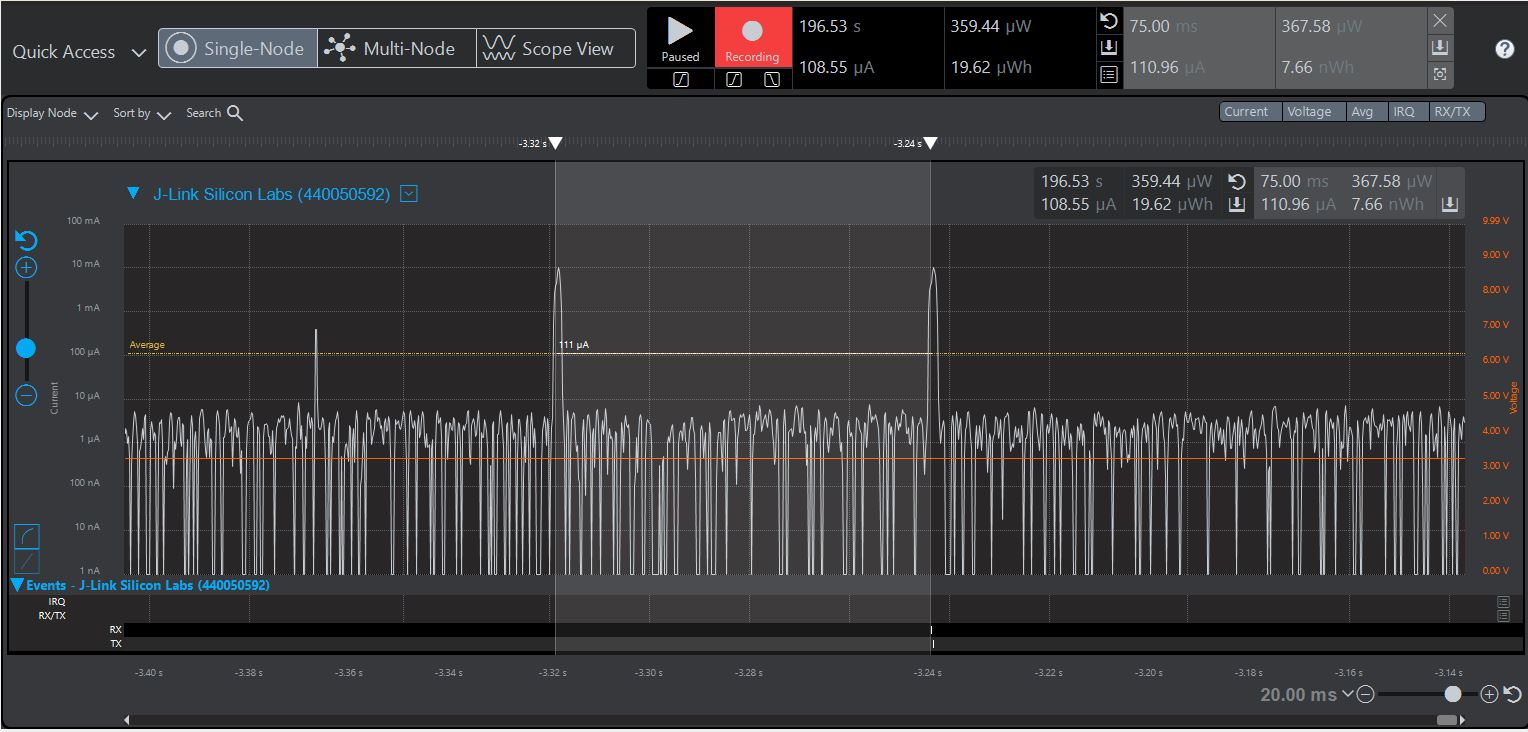 Quick Access
Single-Node
Multi-Node
Scope View
Paused
Recording
196.53 s
359.44 µW
108.55 µA
19.62 µWh
75.00 ms
367.58 µW
110.96 µA
7.66 nWh
Display Node
Sort by
Search
Current
Voltage
Avg
IRQ
RX/TX
-3.32 s
-3.24 s
J-Link Silicon Labs (440050592)
196.53 s
359.44 µW
75.00 ms
367.58 µW
108.55 µA
19.62 µWh
110.96 µA
7.66 nWh
100 mA
10 mA
1 mA
100 µA
10 µA
1 µA
100 nA
10 nA
1 nA
Current
Average
111 µA
9.99 V
9.00 V
8.00 V
7.00 V
6.00 V
5.00 V
4.00 V
3.00 V
2.00 V
1.00 V
0.00 V
Voltage
Events - J-Link Silicon Labs (440050592)
IRQ
RX/TX
RX
TX
-3.40 s
-3.38 s
-3.36 s
-3.34 s
-3.32 s
-3.30 s
-3.28 s
-3.24 s
-3.22 s
-3.20 s
-3.18 s
-3.16 s
-3.14 s
20.00 ms